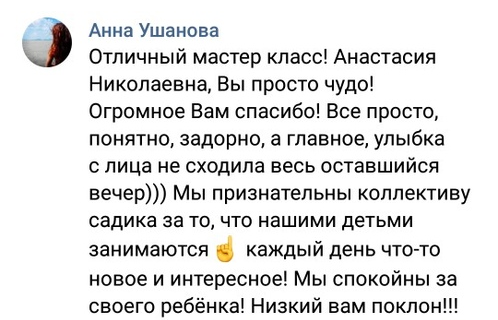 Анна Ушанова
Отличный мастер класс! Анастасия
Николаевна, Вы просто чудо!
Огромное Вам спасибо! Все просто,
понятно, задорно, а главное, улыбка
с лица не сходила весь оставшийся
вечер))) Мы признательны коллективу
садика за то, что нашими детьми
занимаются ☝ каждый день что-то
новое и интересное! Мы спокойны за
своего ребёнка! Низкий вам поклон!!!